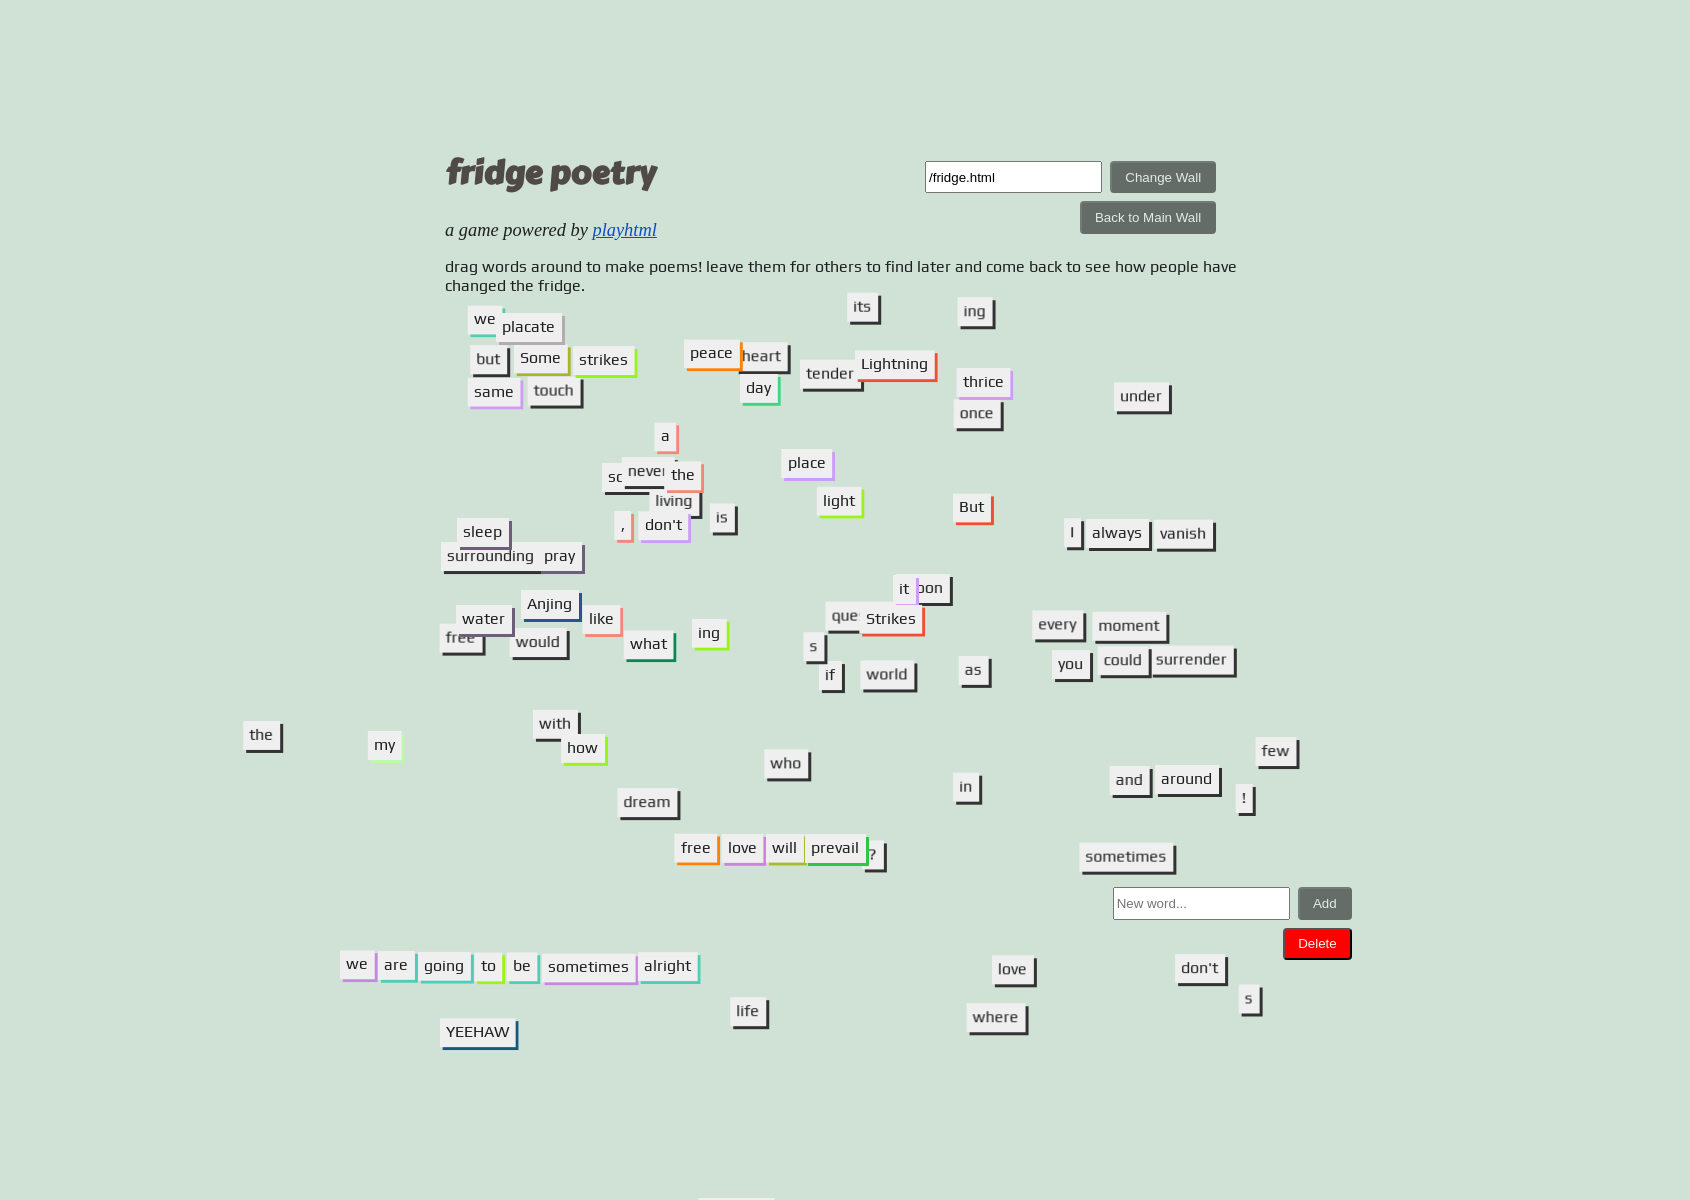 fridge poetry
/fridge.html
Change Wall
Back to Main Wall
a game powered by playhtml
drag words around to make poems! leave them for others to find later and come back to see how people have
changed the fridge.
its
ing
we placate
but Some strikes
peace heart
tender Lightning
same touch
day
thrice
once
under
a
never the
living
, don't is
place
light
But
sleep
surrounding pray
I always vanish
it
Strikes
Anjing
water like
free would what ing
s
if world as
every moment
you could surrender
the
my
with
how
who
dream
in
few
and around
!
free love will prevail ?
sometimes
New word...
Add
Delete
we are going to be sometimes alright
love
don't
s
life
where
YEEHAW